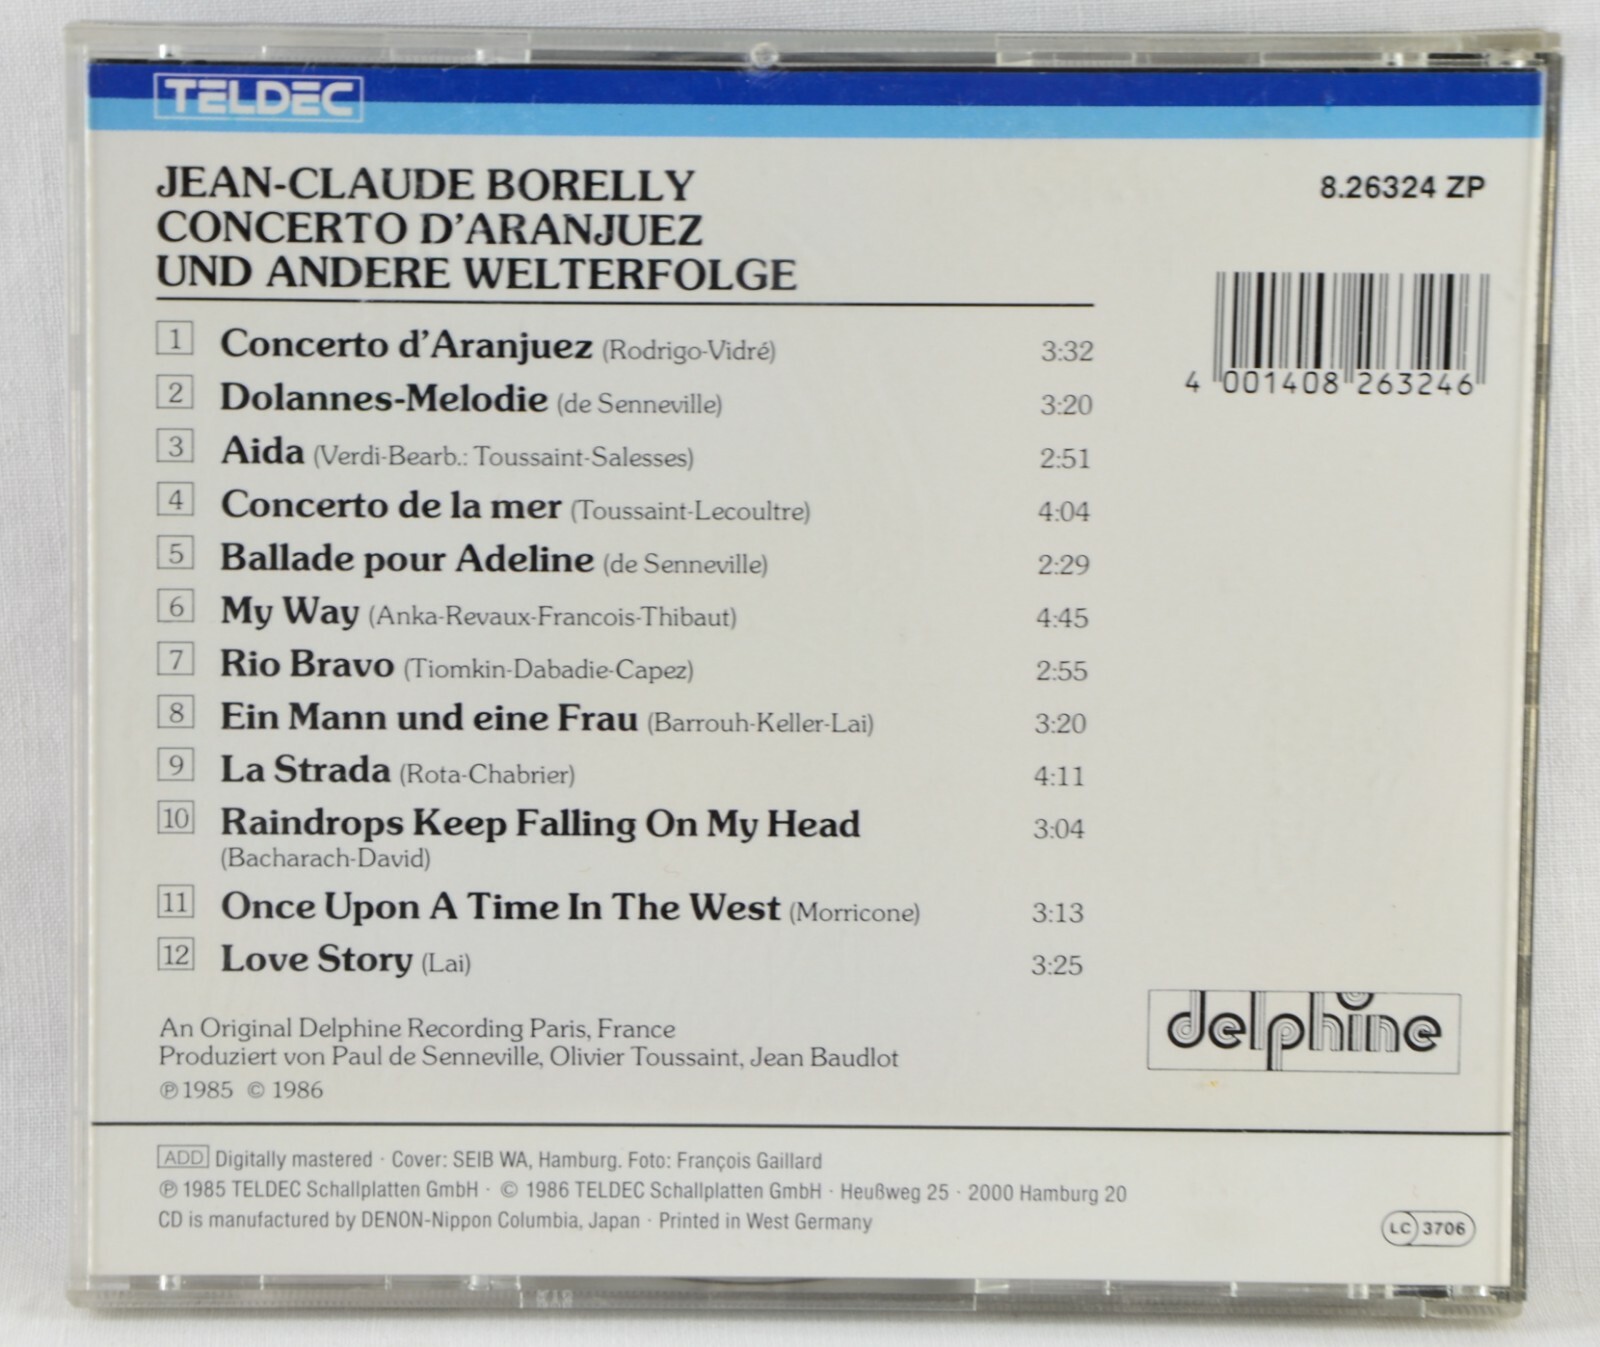 TELDEC
JEAN-CLAUDE BORELLY
CONCERTO D'ARANJUEZ
UND ANDERE WELTERFOLGE
8.26324 ZP
4 001408 263246
1 Concerto d'Aranjuez (Rodrigo-Vidré) 3:32
2 Dolannes-Melodie (de Senneville) 3:20
3 Aida (Verdi-Bearb.: Toussaint-Salesses) 2:51
4 Concerto de la mer (Toussaint-Lecoultre) 4:04
5 Ballade pour Adeline (de Senneville) 2:29
6 My Way (Anka-Revaux-Francois-Thibaut) 4:45
7 Rio Bravo (Tiomkin-Dabadie-Capez) 2:55
8 Ein Mann und eine Frau (Barrouh-Keller-Lai) 3:20
9 La Strada (Rota-Chabrier) 4:11
10 Raindrops Keep Falling On My Head 3:04
(Bacharach-David)
11 Once Upon A Time In The West (Morricone) 3:13
12 Love Story (Lai) 3:25
An Original Delphine Recording Paris, France
Produziert von Paul de Senneville, Olivier Toussaint, Jean Baudlot
℗ 1985 © 1986
delphine
ADD Digitally mastered · Cover: SEIB WA, Hamburg. Foto: François Gaillard
℗ 1985 TELDEC Schallplatten GmbH · © 1986 TELDEC Schallplatten GmbH · Heußweg 25 · 2000 Hamburg 20
CD is manufactured by DENON-Nippon Columbia, Japan · Printed in West Germany
LC 3706